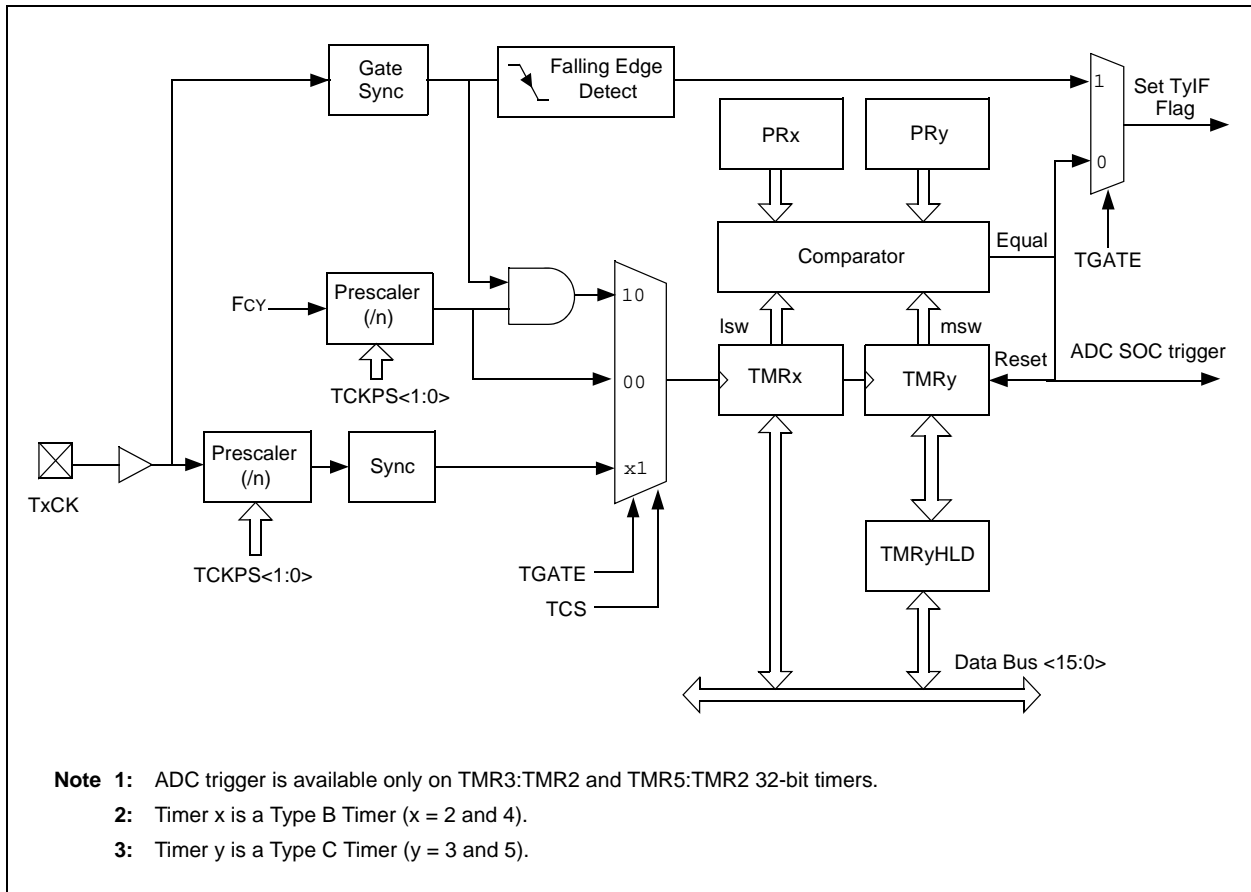 Gate
Sync
Falling Edge
Detect
1
Set TyIF
Flag
PRx
PRy
0
Comparator
Equal
TGATE
FCY
Prescaler
(/n)
10
lsw
msw
TCKPS<1:0>
00
TMRx
TMRy
Reset
ADC SOC trigger
TxCK
Prescaler
(/n)
Sync
x1
TCKPS<1:0>
TGATE
TCS
TMRyHLD
Data Bus <15:0>
Note 1: ADC trigger is available only on TMR3:TMR2 and TMR5:TMR2 32-bit timers.
2: Timer x is a Type B Timer (x = 2 and 4).
3: Timer y is a Type C Timer (y = 3 and 5).